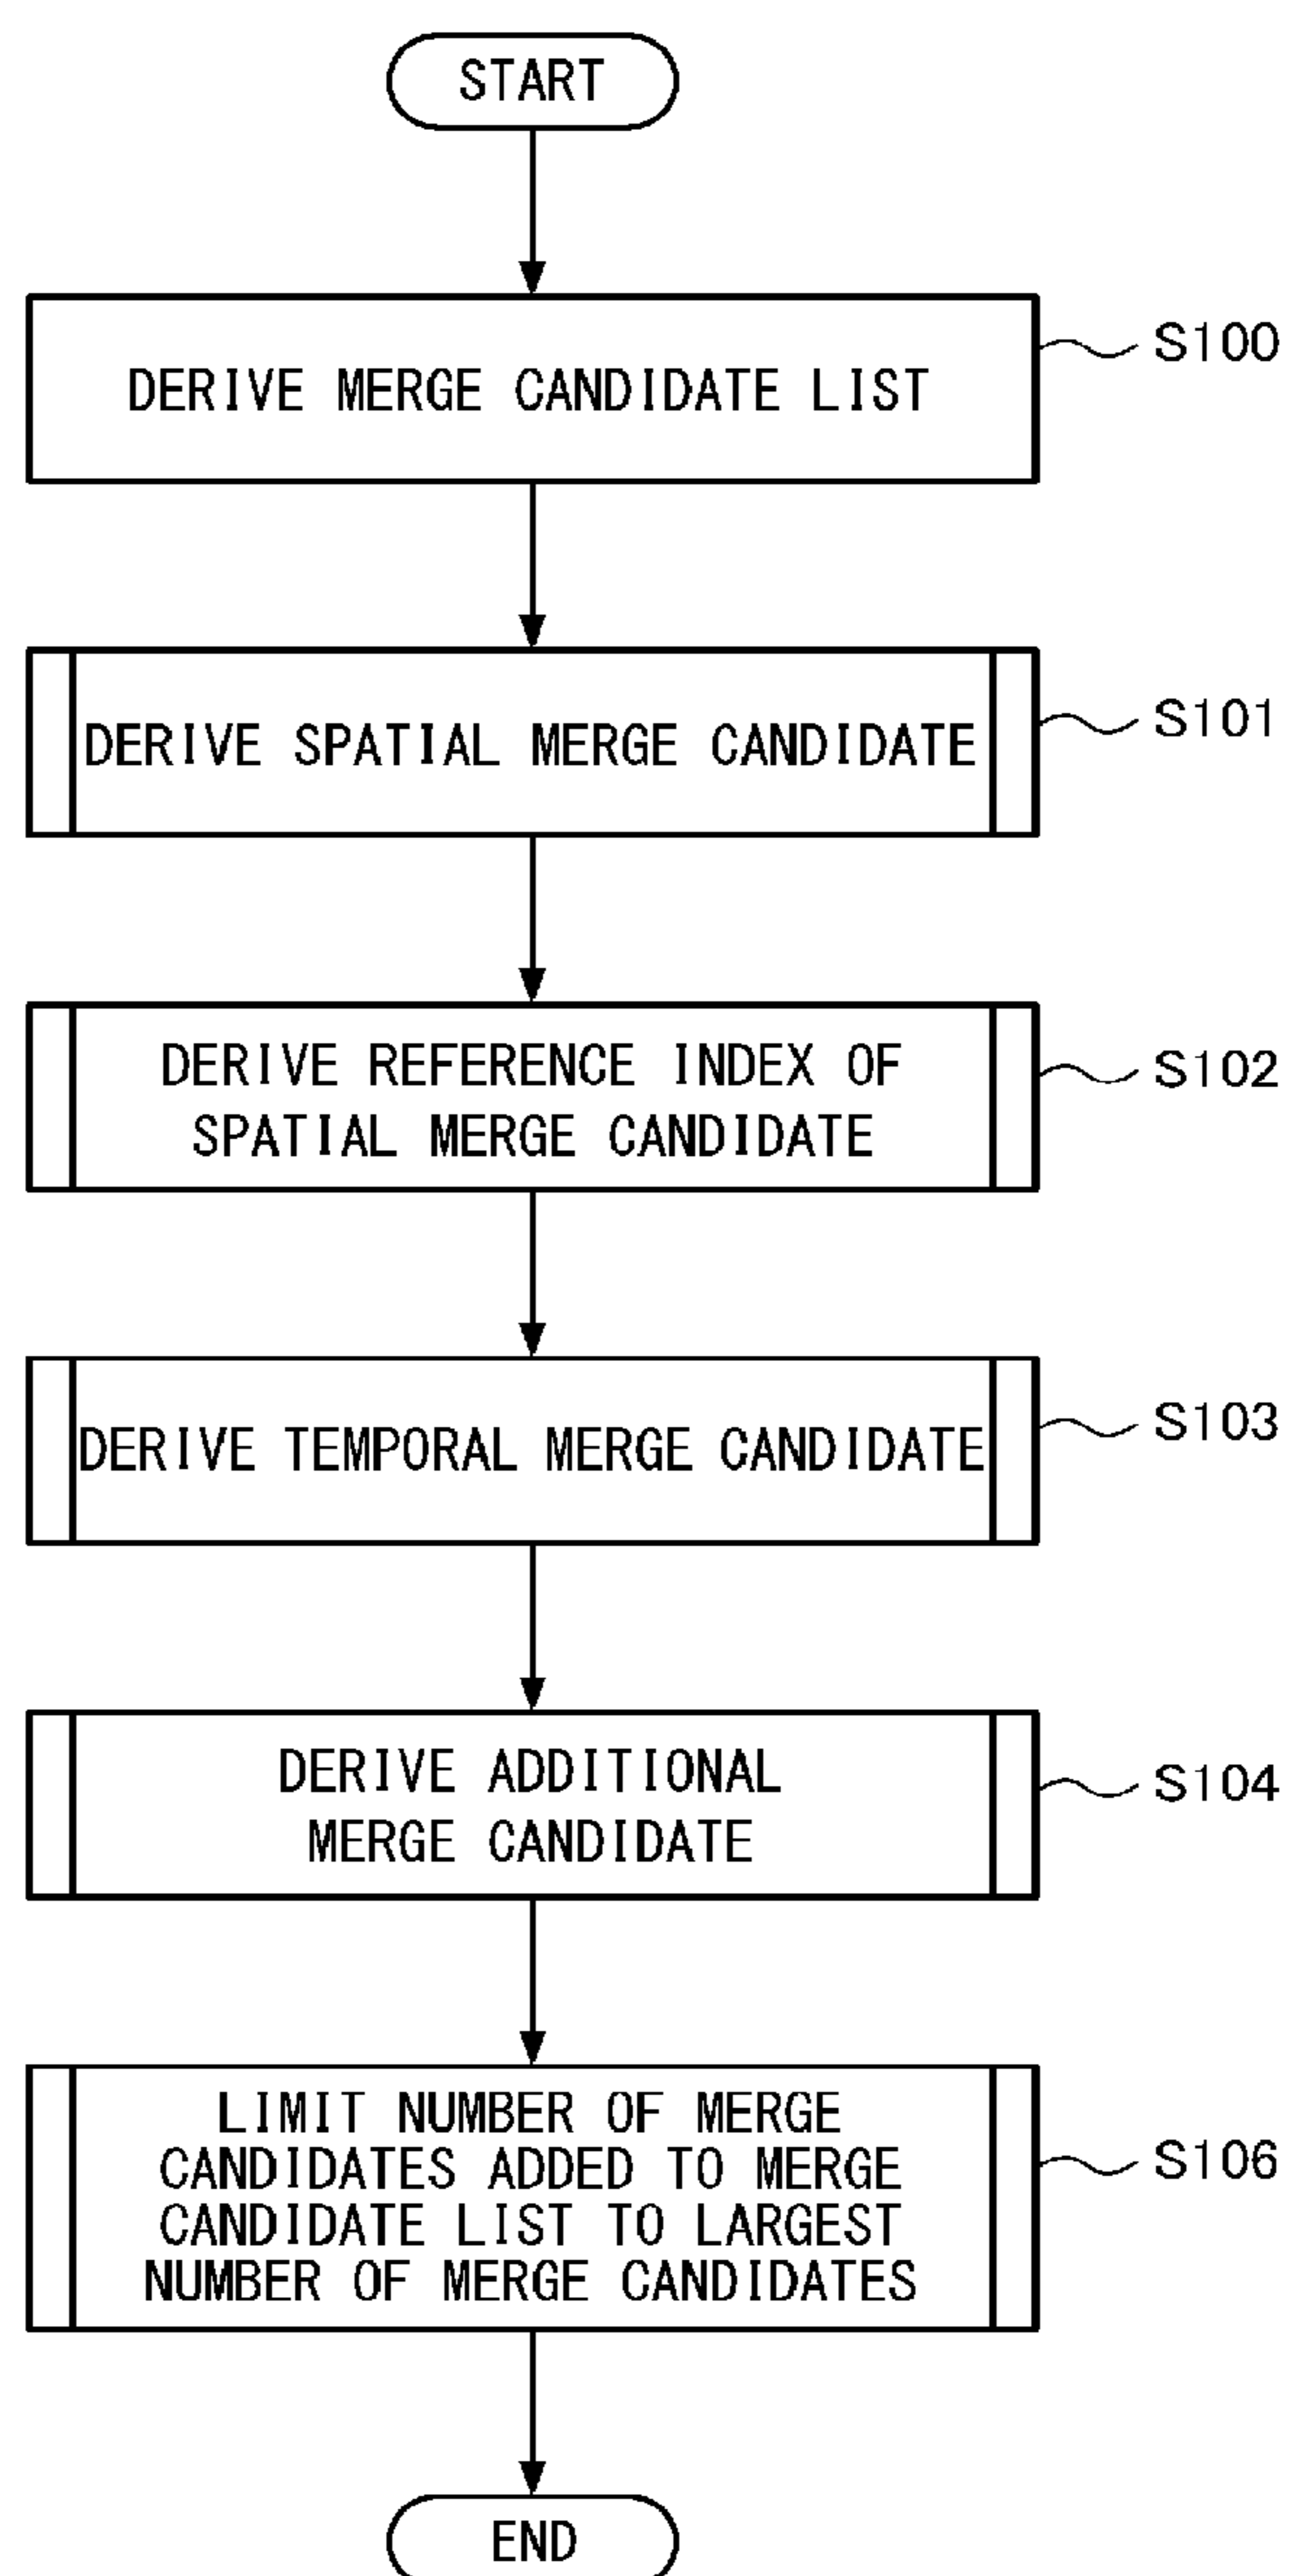 START
DERIVE MERGE CANDIDATE LIST
S100
DERIVE SPATIAL MERGE CANDIDATE
S101
DERIVE REFERENCE INDEX OF
SPATIAL MERGE CANDIDATE
S102
DERIVE TEMPORAL MERGE CANDIDATE
S103
DERIVE ADDITIONAL
MERGE CANDIDATE
S104
LIMIT NUMBER OF MERGE
CANDIDATES ADDED TO MERGE
CANDIDATE LIST TO LARGEST
NUMBER OF MERGE CANDIDATES
S106
END